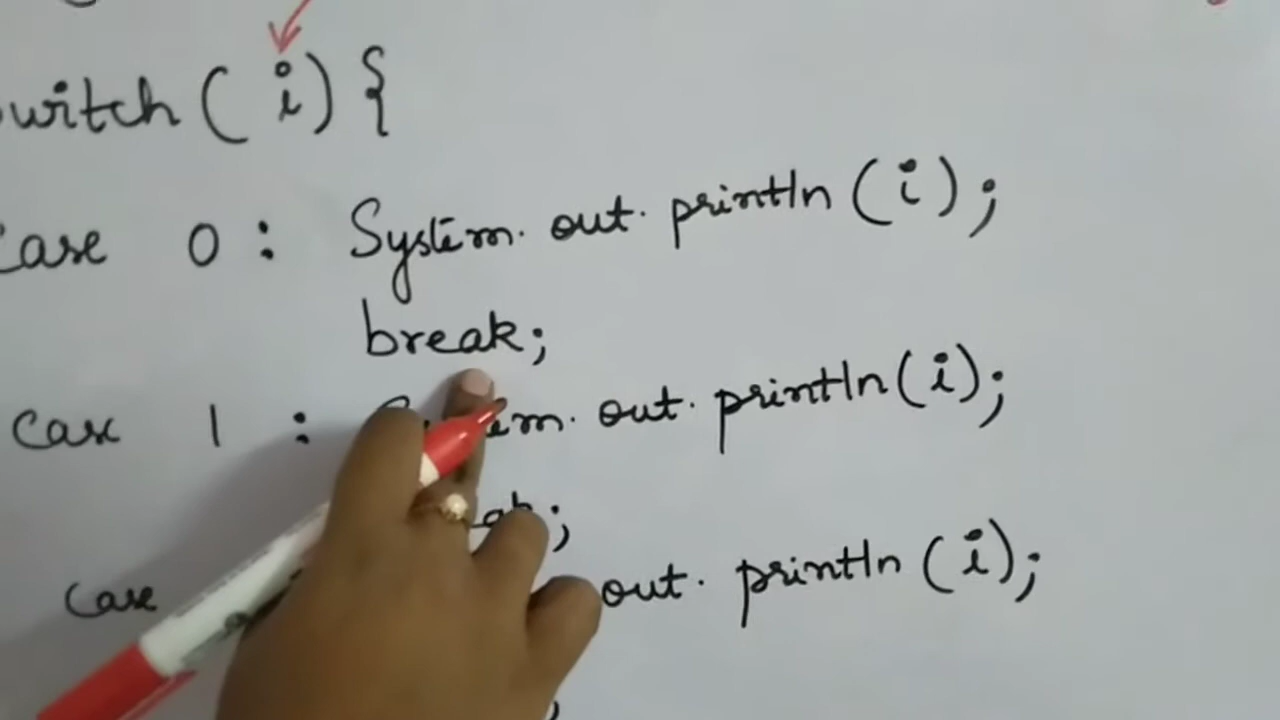 switch ( i ) {
case 0 : System. out. println ( i ) ;
break;
case 1 : out. println ( i ) ;
;
case out. println ( i ) ;
;